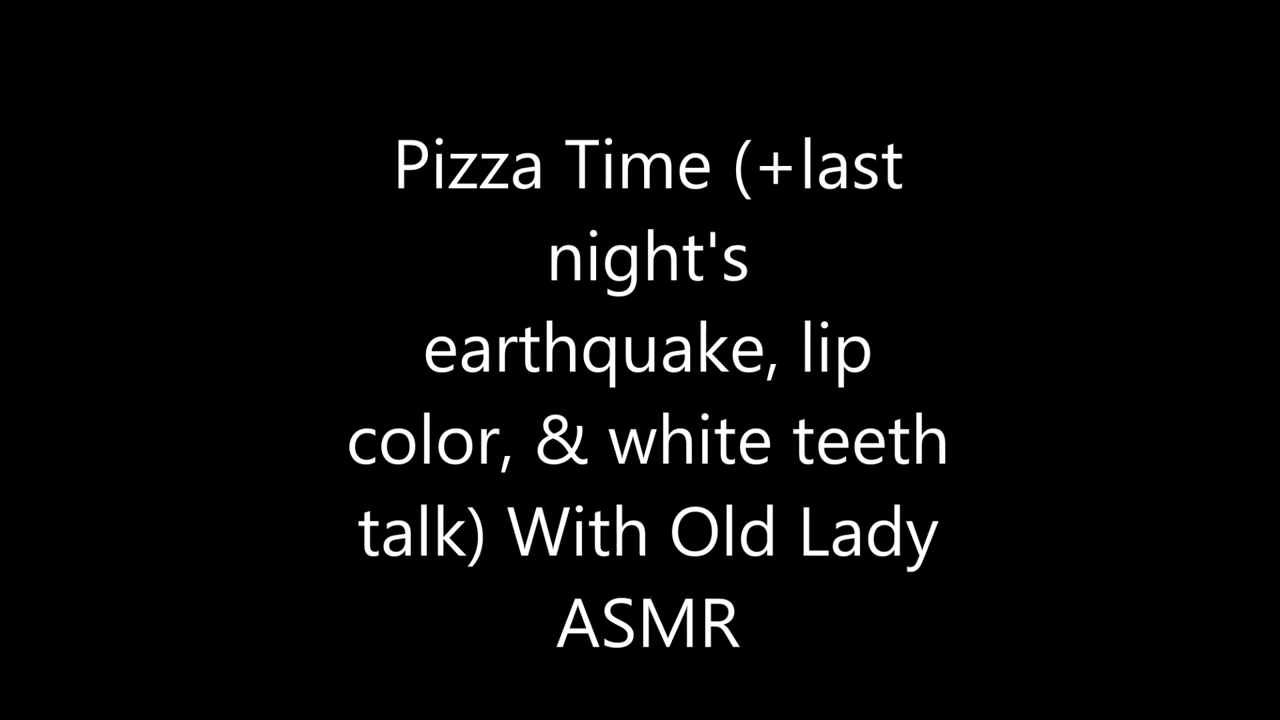 Pizza Time (+last
night's
earthquake, lip
color, & white teeth
talk) With Old Lady
ASMR